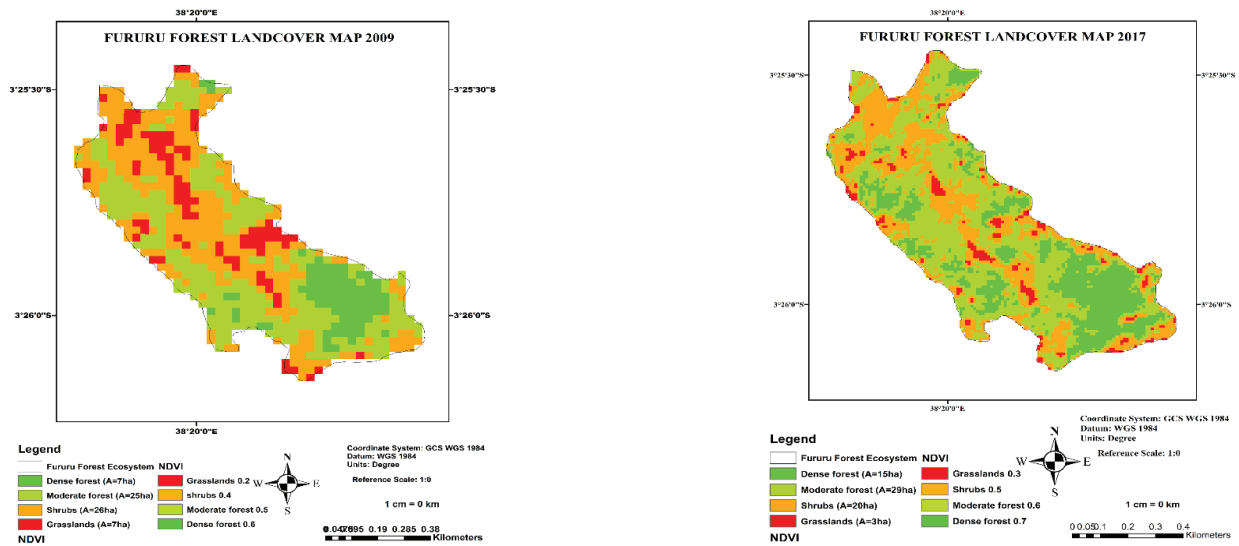 38°20'0"E
FURURU FOREST LANDCOVER MAP 2009
3°25'30"S
3°25'30"S
3°26'0"S
3°26'0"S
38°20'0"E
Legend
Fururu Forest Ecosystem
Dense forest (A=7ha)
Moderate forest (A=25ha)
Shrubs (A=26ha)
Grasslands (A=7ha)
NDVI
NDVI
Grasslands 0.2
shrubs 0.4
Moderate forest 0.5
Dense forest 0.6
N
W E
S
Coordinate System: GCS WGS 1984
Datum: WGS 1984
Units: Degree
Reference Scale: 1:0
1 cm = 0 km
0.19 0.285 0.38
Kilometers
38°20'0"E
FURURU FOREST LANDCOVER MAP 2017
3°25'30"S
3°25'30"S
3°26'0"S
3°26'0"S
38°20'0"E
Legend
Fururu Forest Ecosystem
Dense forest (A=15ha)
Moderate forest (A=29ha)
Shrubs (A=20ha)
Grasslands (A=3ha)
NDVI
NDVI
Grasslands 0.3
Shrubs 0.5
Moderate forest 0.6
Dense forest 0.7
N
W E
S
Coordinate System: GCS WGS 1984
Datum: WGS 1984
Units: Degree
Reference Scale: 1:0
1 cm = 0 km
0 0.05 0.1 0.2 0.3 0.4
Kilometers